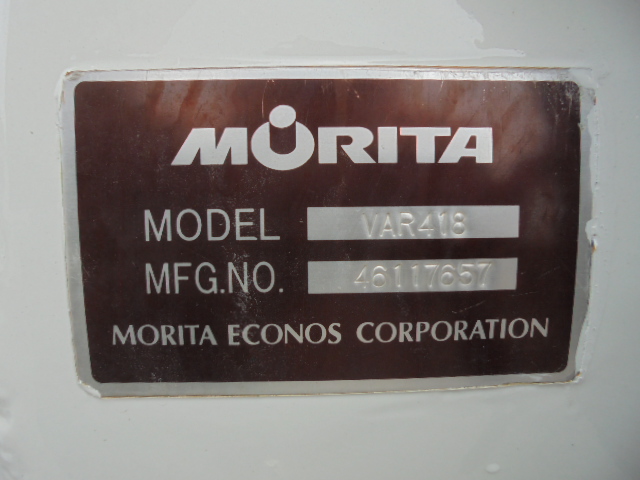 MORITA
MODEL VAR418
MFG.NO. 46117657
MORITA ECONOS CORPORATION